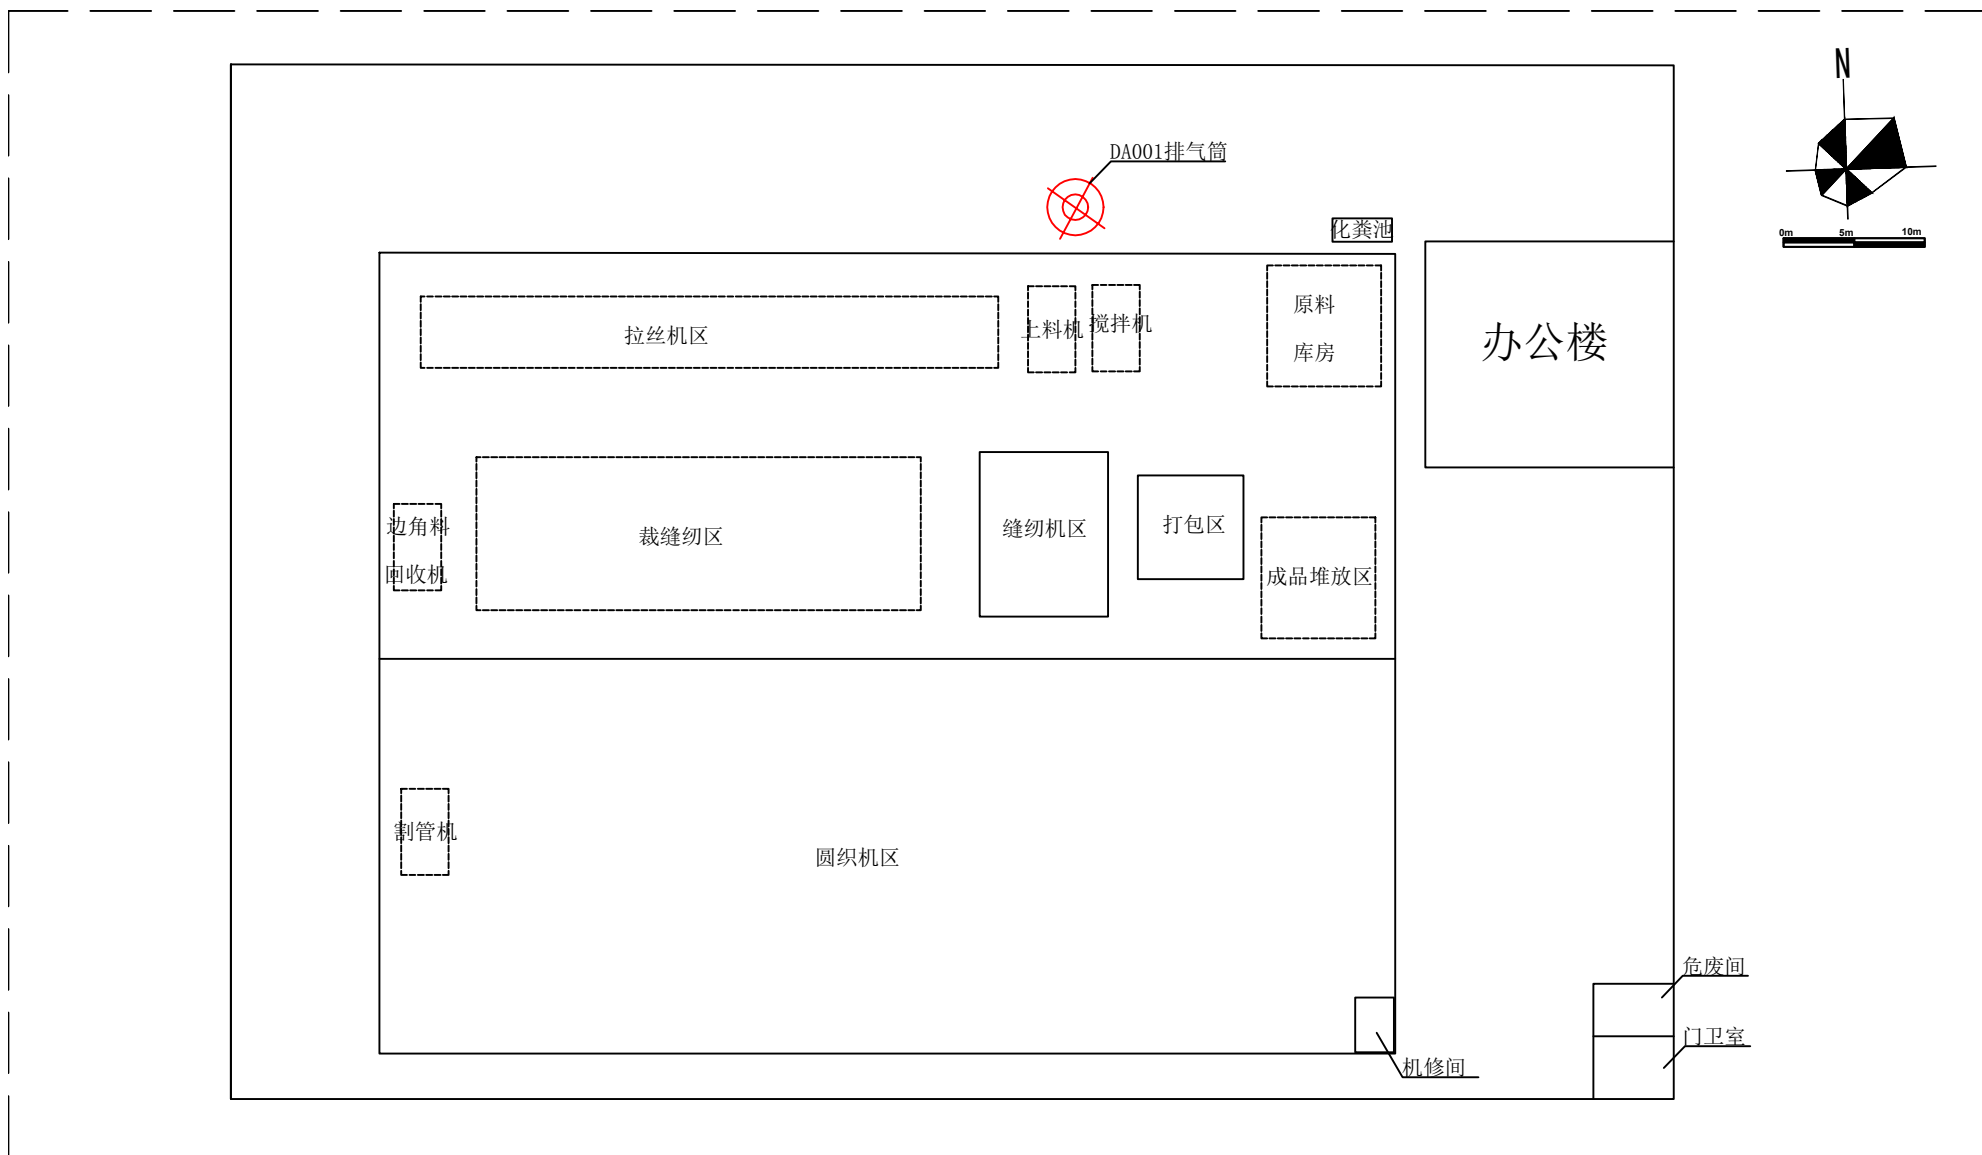 N
DA001排气筒
化粪池
0m 5m 10m
原料
库房
拉丝机区
上料机
搅拌机
办公楼
边角料
回收机
裁缝纫区
缝纫机区
打包区
成品堆放区
割管机
圆织机区
危废间
门卫室
机修间